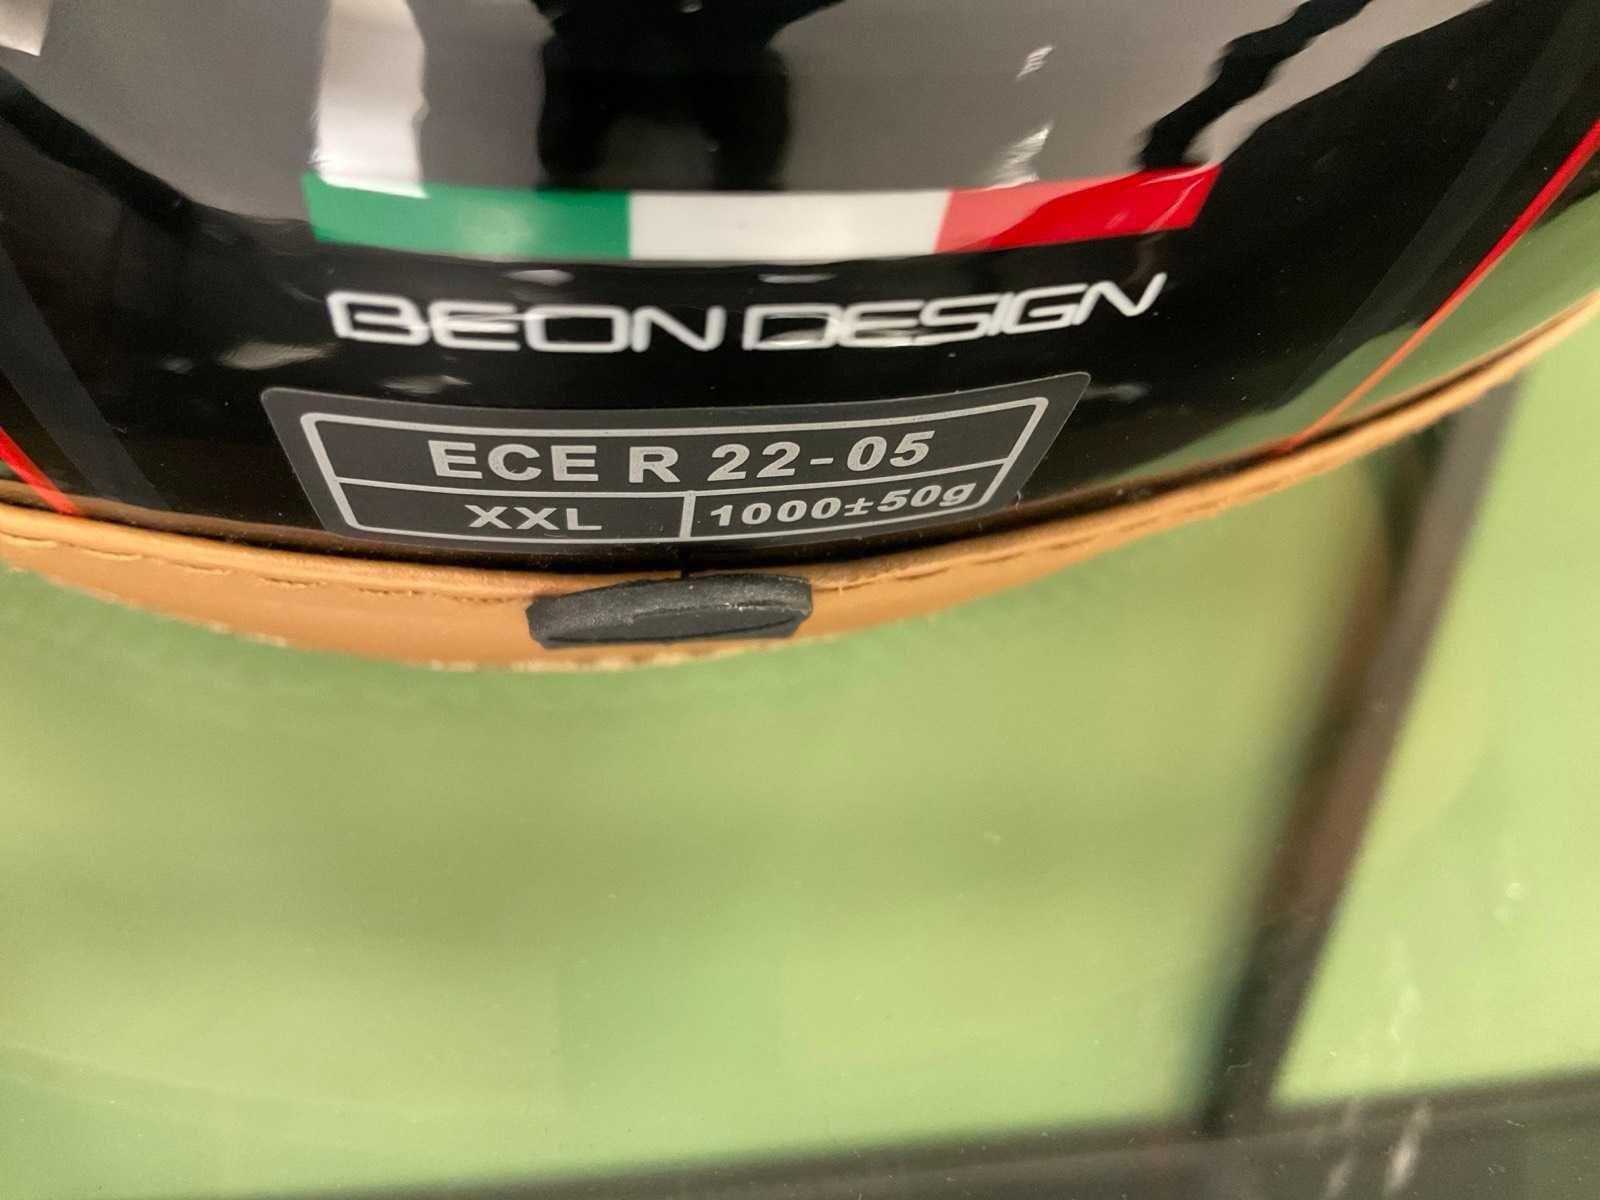 BEON DESIGN
ECE R 22-05
XXL 1000±50g